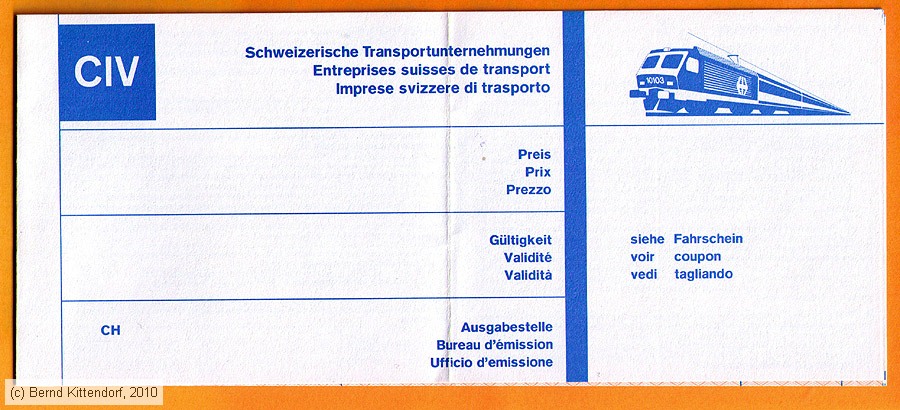 CIV
Schweizerische Transportunternehmungen
Entreprises suisses de transport
Imprese svizzere di trasporto
10103
Preis
Prix
Prezzo
Gültigkeit
Validité
Validità
siehe Fahrschein
voir coupon
vedi tagliando
CH
Ausgabestelle
Bureau d'émission
Ufficio d'emissione
(c) Bernd Kittendorf, 2010